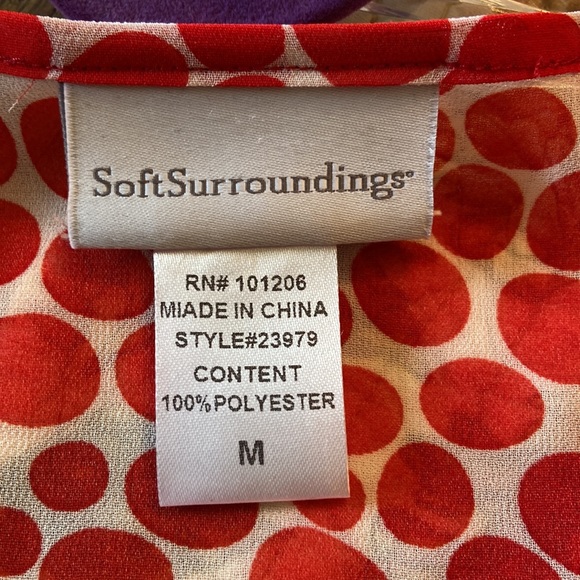 SoftSurroundings®
RN# 101206
MIADE IN CHINA
STYLE#23979
CONTENT
100%POLYESTER
M